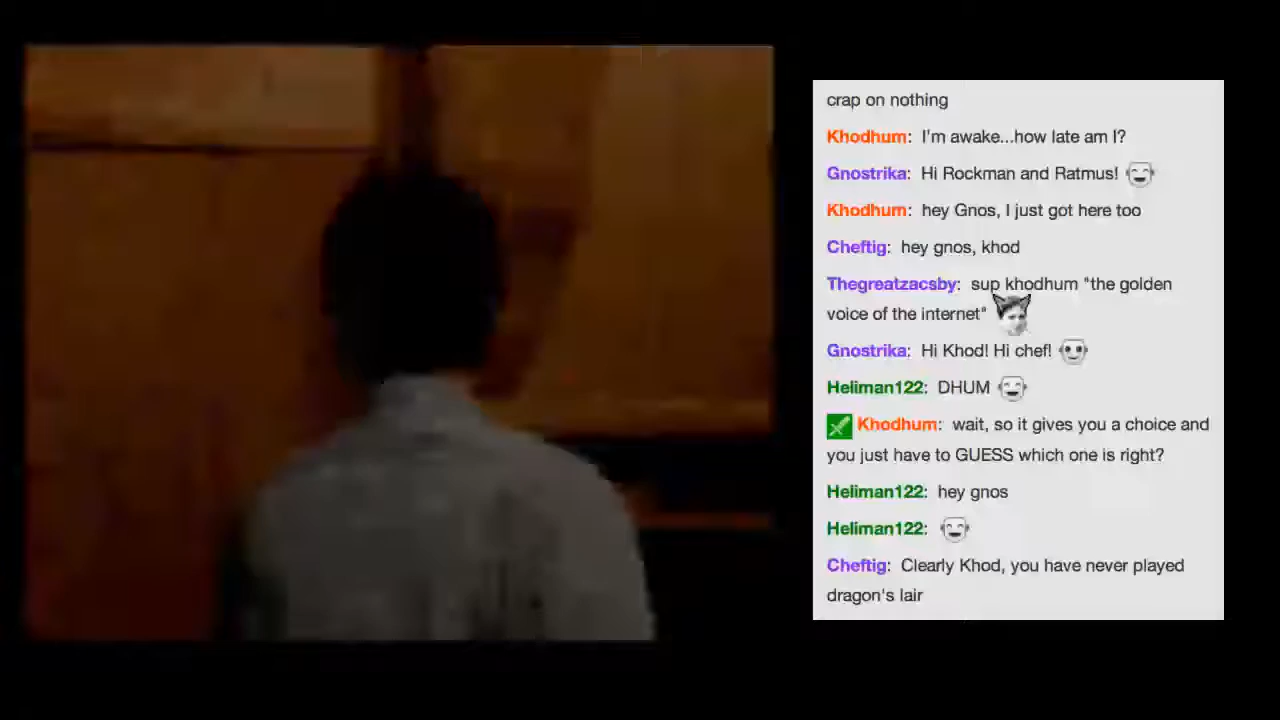 crap on nothing
Khodhum: I'm awake...how late am I?
Gnostrika: Hi Rockman and Ratmus!
Khodhum: hey Gnos, I just got here too
Cheftig: hey gnos, khod
Thegreatzacsby: sup khodhum "the golden
voice of the internet"
Gnostrika: Hi Khod! Hi chef!
Heliman122: DHUM
Khodhum: wait, so it gives you a choice and
you just have to GUESS which one is right?
Heliman122: hey gnos
Heliman122:
Cheftig: Clearly Khod, you have never played
dragon's lair